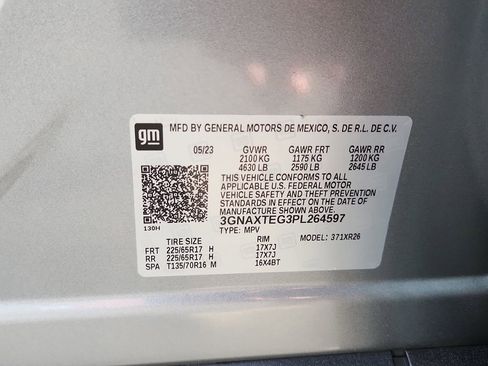 gm MFD BY GENERAL MOTORS DE MEXICO, S. DE R.L. DE C.V.
05/23 GVWR GAWR FRT GAWR RR
2100 KG 1175 KG 1200 KG
4630 LB 2590 LB 2645 LB
THIS VEHICLE CONFORMS TO ALL
APPLICABLE U.S. FEDERAL MOTOR
VEHICLE SAFETY AND THEFT PREVENTION
STANDARDS IN EFFECT ON THE DATE OF
MANUFACTURE SHOWN ABOVE.
3GNAXTEG3PL264597
130H
TYPE: MPV MODEL: 371XR26
TIRE SIZE RIM
FRT 225/65R17 H 17X7J
RR 225/65R17 H 17X7J
SPA T135/70R16 M 16X4BT